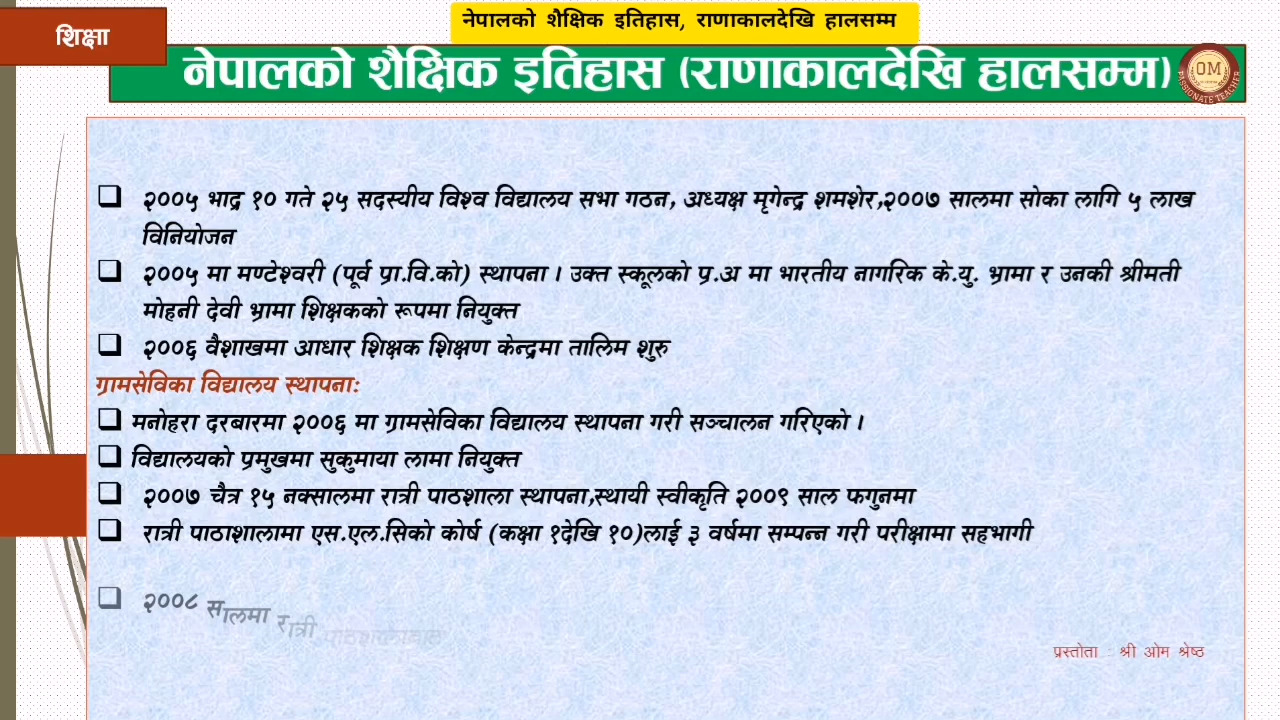 नेपालको शैक्षिक इतिहास, राणाकालदेखि हालसम्म
शिक्षा
नेपालको शैक्षिक इतिहास (राणाकालदेखि हालसम्म)
OM
PASSIONATE TEACHER
❑ २००५ भाद्र १० गते २५ सदस्यीय विश्व विद्यालय सभा गठन, अध्यक्ष मृगेन्द्र शमशेर,२००७ सालमा सोका लागि ५ लाख
विनियोजन
❑ २००५ मा मण्टेश्वरी (पूर्व प्रा.वि.को) स्थापना । उक्त स्कूलको प्र.अ मा भारतीय नागरिक के.यु. भ्रामा र उनकी श्रीमती
मोहनी देवी भ्रामा शिक्षकको रूपमा नियुक्त
❑ २००६ वैशाखमा आधार शिक्षक शिक्षण केन्द्रमा तालिम शुरु
ग्रामसेविका विद्यालय स्थापनाः
❑ मनोहरा दरबारमा २००६ मा ग्रामसेविका विद्यालय स्थापना गरी सञ्चालन गरिएको ।
❑ विद्यालयको प्रमुखमा सुकुमाया लामा नियुक्त
❑ २००७ चैत्र १५ नक्सालमा रात्री पाठशाला स्थापना,स्थायी स्वीकृति २००९ साल फगुनमा
❑ रात्री पाठाशालामा एस.एल.सिको कोर्ष (कक्षा १देखि १०)लाई ३ वर्षमा सम्पन्न गरी परीक्षामा सहभागी
❑ २००८ सालमा रात्री
प्रस्तोता : श्री ओम श्रेष्ठ